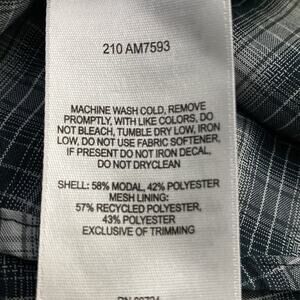 210 AM7593
MACHINE WASH COLD, REMOVE
PROMPTLY, WITH LIKE COLORS, DO
NOT BLEACH, TUMBLE DRY LOW, IRON
LOW, DO NOT USE FABRIC SOFTENER,
IF PRESENT DO NOT IRON DECAL,
DO NOT DRYCLEAN
SHELL: 58% MODAL, 42% POLYESTER
MESH LINING:
57% RECYCLED POLYESTER,
43% POLYESTER
EXCLUSIVE OF TRIMMING